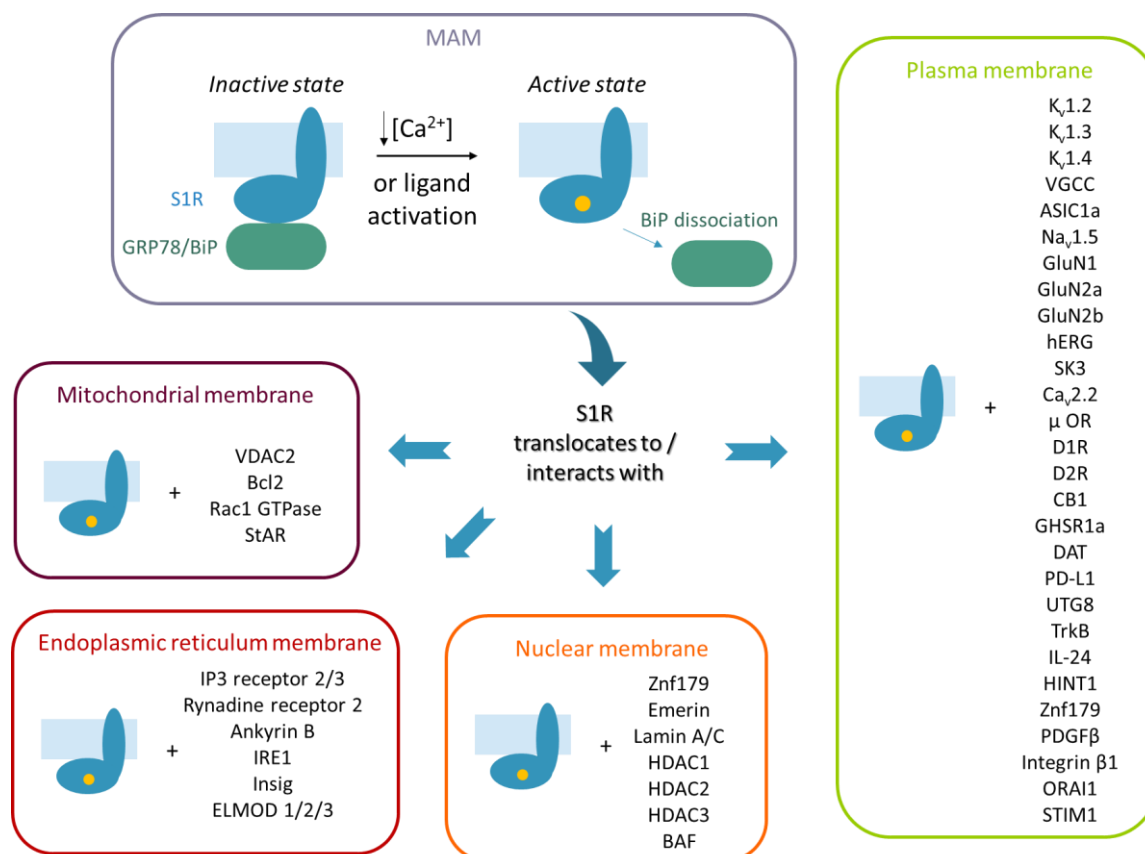 MAM
Inactive state
Active state
↓[Ca²⁺]
or ligand
activation
S1R
GRP78/BiP
BiP dissociation
S1R
translocates to /
interacts with
Mitochondrial membrane
+
VDAC2
Bcl2
Rac1 GTPase
StAR
Endoplasmic reticulum membrane
+
IP3 receptor 2/3
Rynadine receptor 2
Ankyrin B
IRE1
Insig
ELMOD 1/2/3
Nuclear membrane
+
Znf179
Emerin
Lamin A/C
HDAC1
HDAC2
HDAC3
BAF
Plasma membrane
+
Kᵥ1.2
Kᵥ1.3
Kᵥ1.4
VGCC
ASIC1a
Naᵥ1.5
GluN1
GluN2a
GluN2b
hERG
SK3
Caᵥ2.2
μ OR
D1R
D2R
CB1
GHSR1a
DAT
PD-L1
UTG8
TrkB
IL-24
HINT1
Znf179
PDGFβ
Integrin β1
ORAI1
STIM1